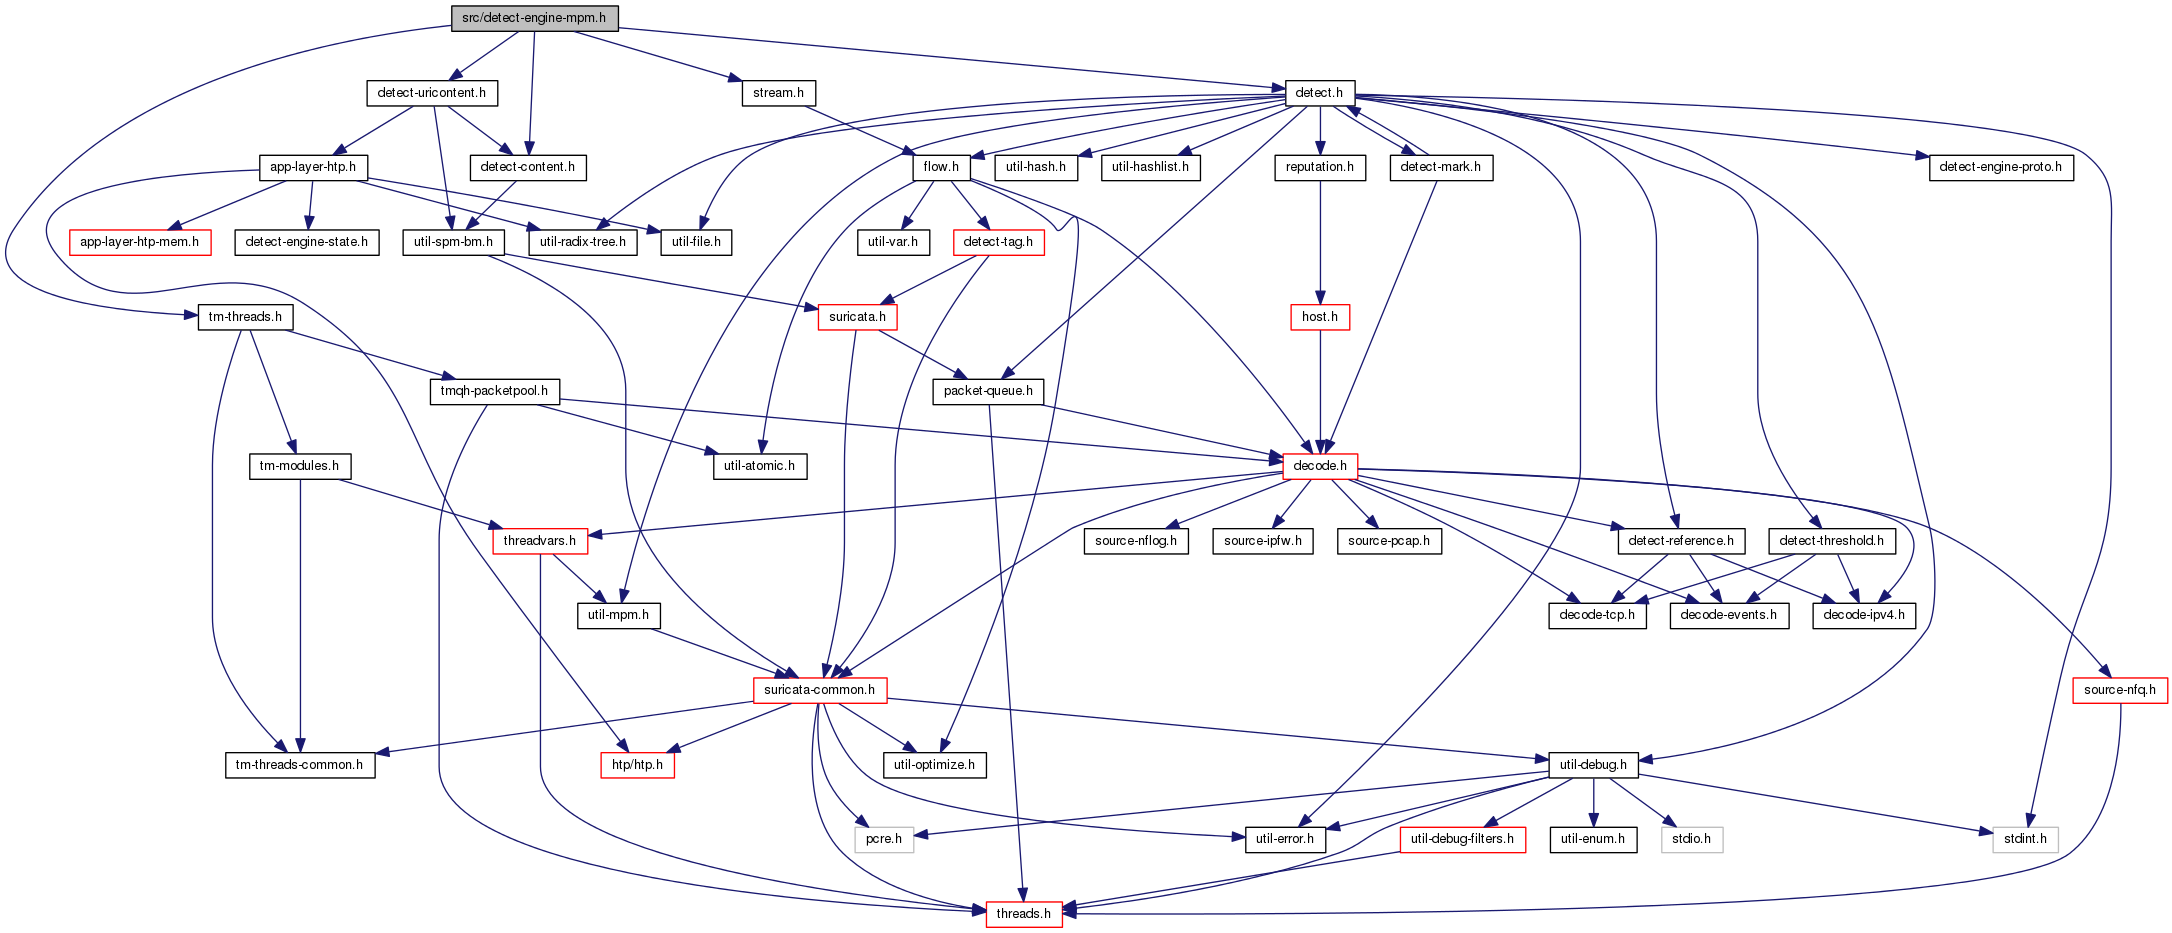 src/detect-engine-mpm.h
detect-uricontent.h
stream.h
detect.h
app-layer-htp.h
detect-content.h
flow.h
util-hash.h
util-hashlist.h
reputation.h
detect-mark.h
detect-engine-proto.h
app-layer-htp-mem.h
detect-engine-state.h
util-spm-bm.h
util-radix-tree.h
util-file.h
util-var.h
detect-tag.h
tm-threads.h
suricata.h
host.h
tmqh-packetpool.h
packet-queue.h
tm-modules.h
util-atomic.h
decode.h
threadvars.h
source-nflog.h
source-ipfw.h
source-pcap.h
detect-reference.h
detect-threshold.h
util-mpm.h
decode-tcp.h
decode-events.h
decode-ipv4.h
suricata-common.h
source-nfq.h
tm-threads-common.h
htp/htp.h
util-optimize.h
util-debug.h
pcre.h
util-error.h
util-debug-filters.h
util-enum.h
stdio.h
stdint.h
threads.h